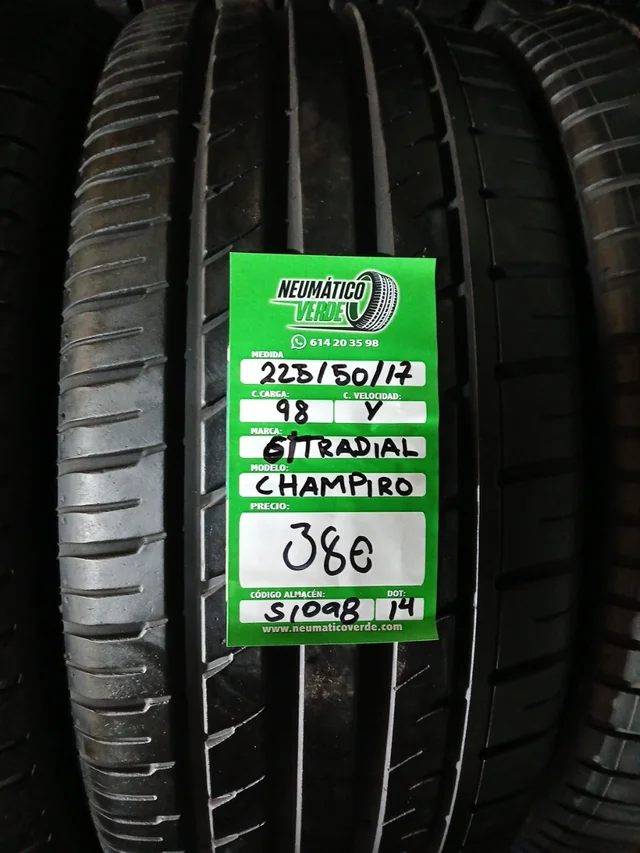 NEUMÁTICO
VERDE
614 20 35 98
MEDIDA
225/50/17
C.CARGA: C. VELOCIDAD:
98 Y
MARCA:
GTTRADIAL
MODELO:
CHAMPIRO
PRECIO:
38€
CÓDIGO ALMACÉN: DOT:
S1098 14
www.neumaticoverde.com